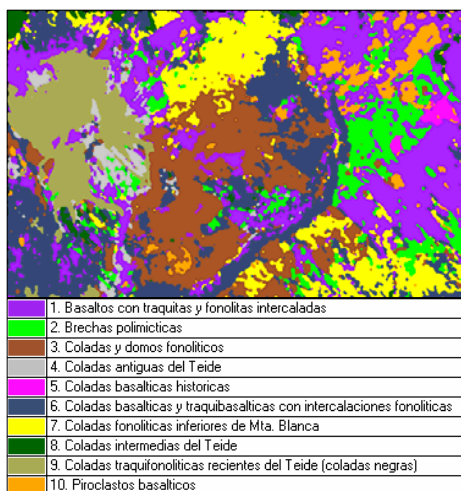 1. Basaltos con traquitas y fonolitas intercaladas
2. Brechas polimicticas
3. Coladas y domos fonolíticos
4. Coladas antiguas del Teide
5. Coladas basalticas historicas
6. Coladas basalticas y traquibasalticas con intercalaciones fonoliticas
7. Coladas fonoliticas inferiores de Mta. Blanca
8. Coladas intermedias del Teide
9. Coladas traquifonoliticas recientes del Teide (coladas negras)
10. Piroclastos basalticos